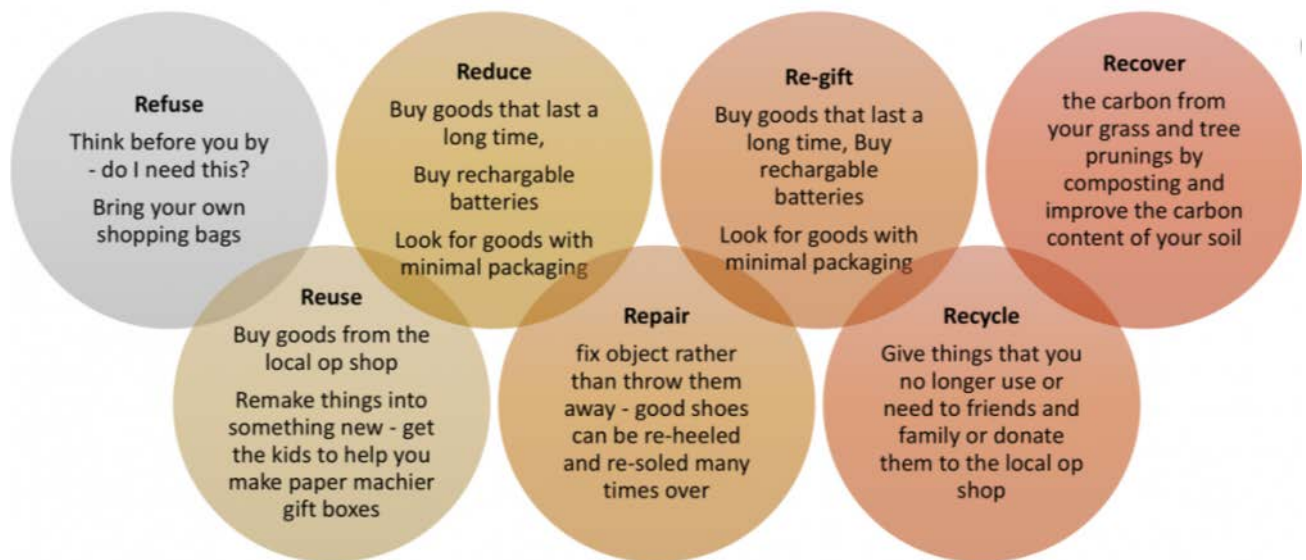 Refuse
Think before you by
- do I need this?
Bring your own
shopping bags
Reuse
Buy goods from the
local op shop
Remake things into
something new - get
the kids to help you
make paper machier
gift boxes
Reduce
Buy goods that last a
long time,
Buy rechargable
batteries
Look for goods with
minimal packaging
Repair
fix object rather
than throw them
away - good shoes
can be re-heeled
and re-soled many
times over
Re-gift
Buy goods that last a
long time, Buy
rechargable
batteries
Look for goods with
minimal packaging
Recycle
Give things that you
no longer use or
need to friends and
family or donate
them to the local op
shop
Recover
the carbon from
your grass and tree
prunings by
composting and
improve the carbon
content of your soil